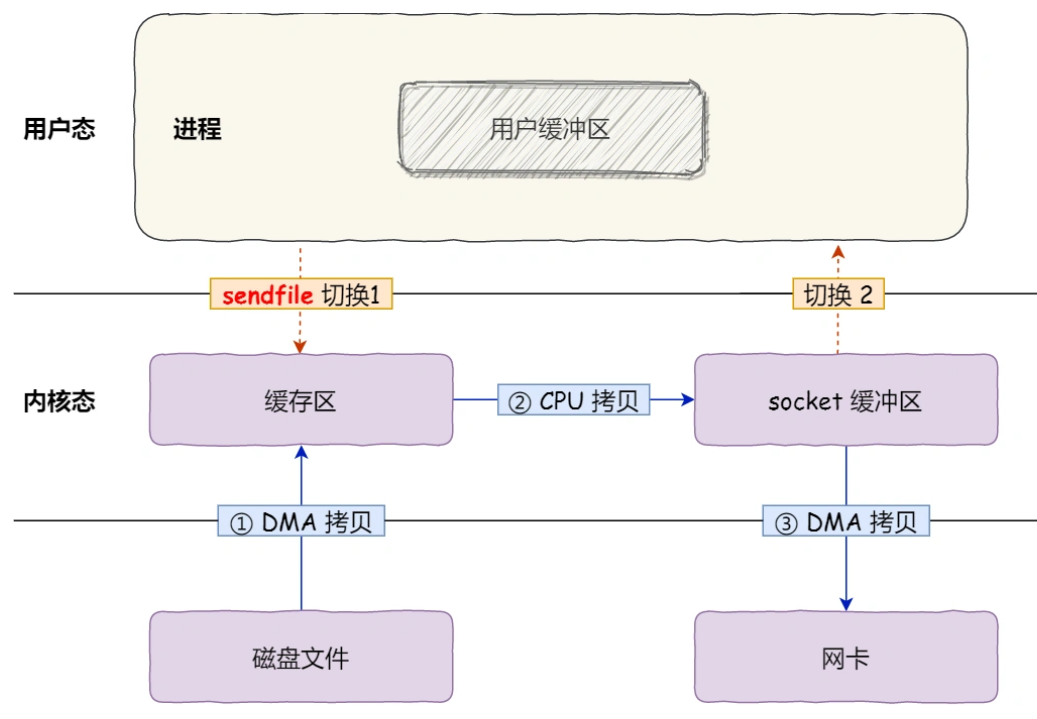 用户态
进程
用户缓冲区
sendfile 切换1
切换 2
内核态
缓存区
② CPU 拷贝
socket 缓冲区
① DMA 拷贝
③ DMA 拷贝
磁盘文件
网卡